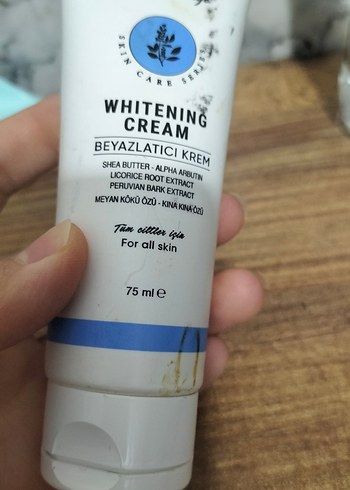 SKIN CARE SERIES
WHITENING
CREAM
BEYAZLATICI KREM
SHEA BUTTER - ALPHA ARBUTIN
LICORICE ROOT EXTRACT
PERUVIAN BARK EXTRACT
MEYAN KÖKÜ ÖZÜ - KINA KINA ÖZÜ
Tüm ciltler için
For all skin
75 ml ℮